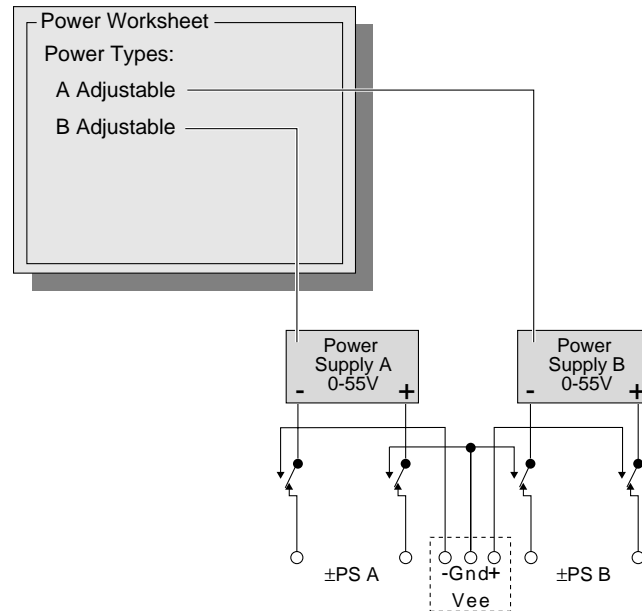 Power Worksheet
Power Types:
A Adjustable
B Adjustable
Power
Supply A
0-55V
- +
Power
Supply B
0-55V
- +
±PS A
-Gnd+
Vee
±PS B